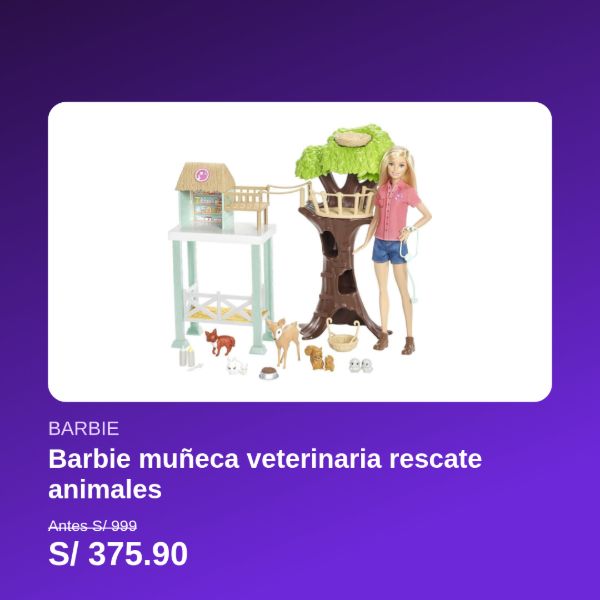 BARBIE
Barbie muñeca veterinaria rescate
animales
Antes S/ 999
S/ 375.90